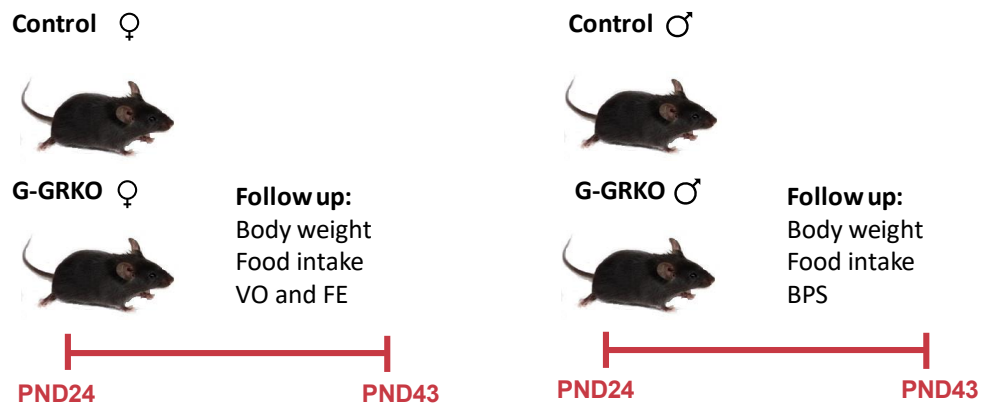 Control ♀
G-GRKO ♀
Follow up:
Body weight
Food intake
VO and FE
PND24
PND43
Control ♂
G-GRKO ♂
Follow up:
Body weight
Food intake
BPS
PND24
PND43